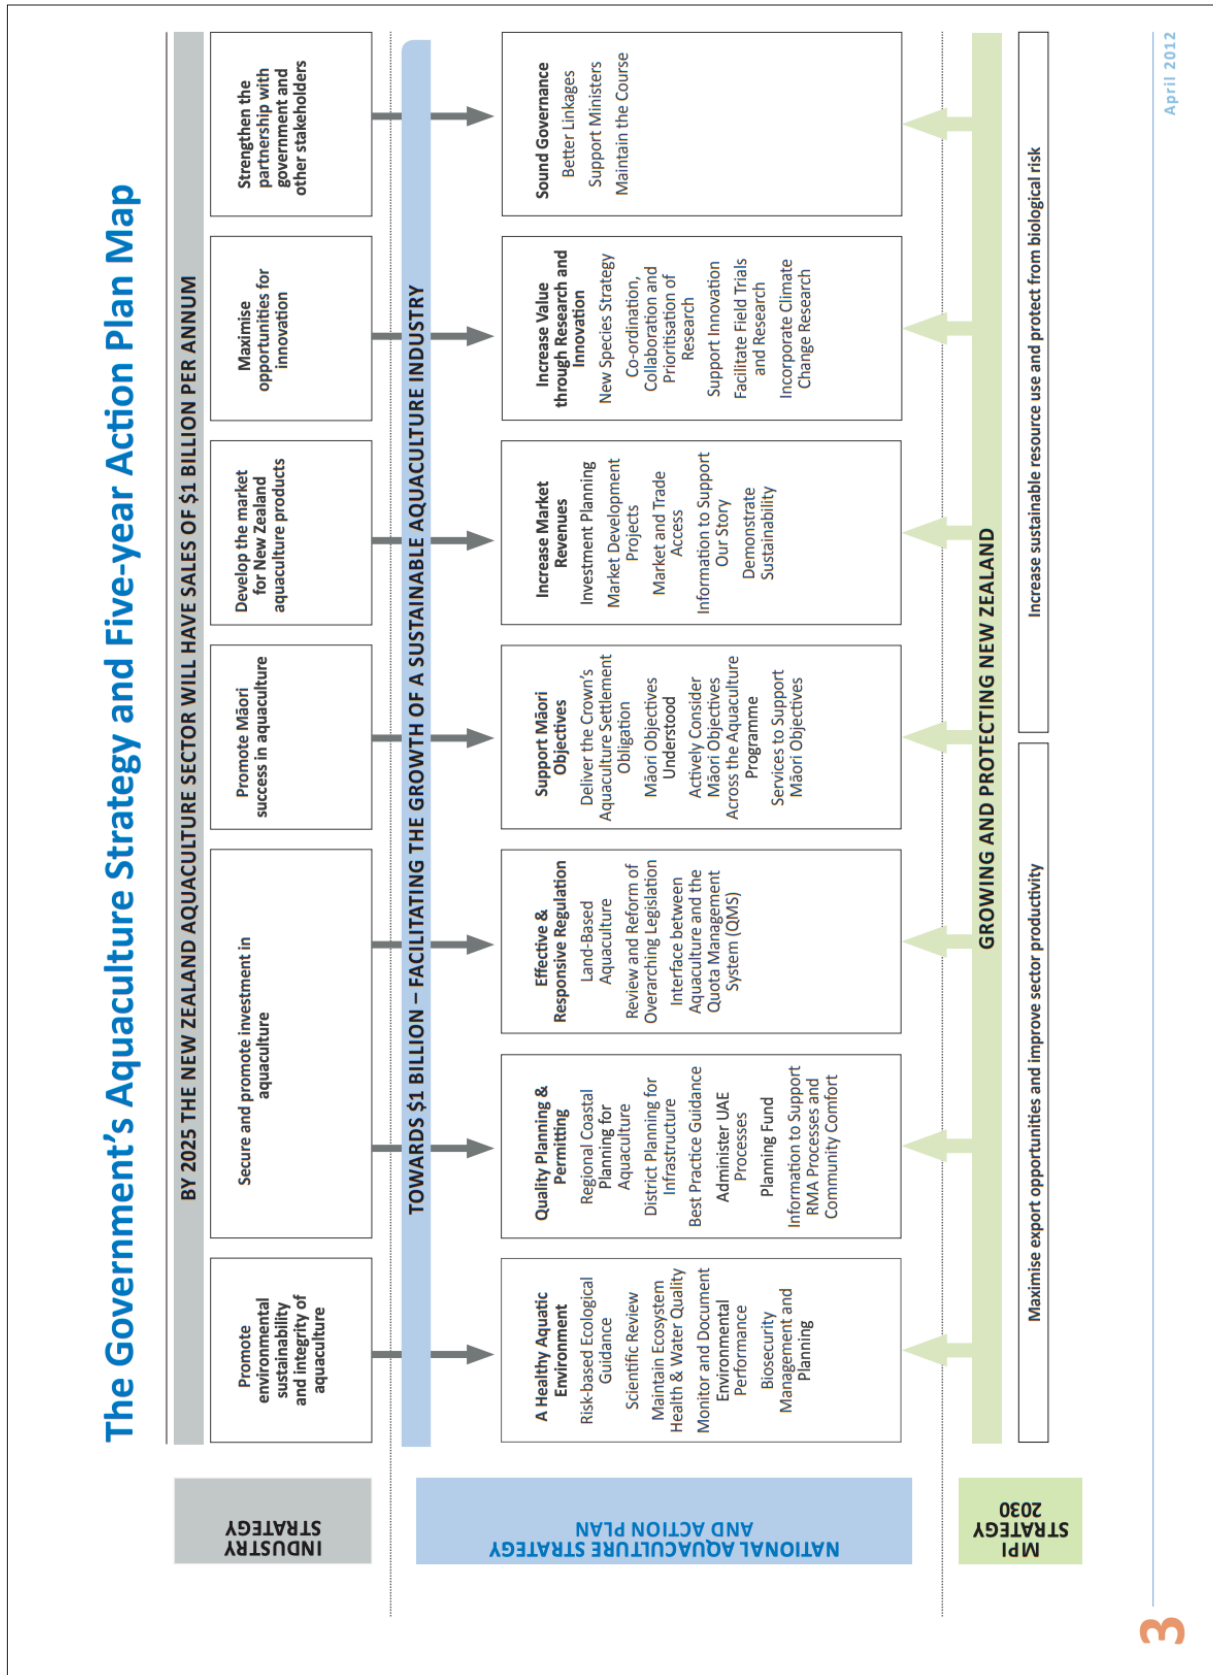 The Government's Aquaculture Strategy and Five-year Action Plan Map
INDUSTRY
STRATEGY
BY 2025 THE NEW ZEALAND AQUACULTURE SECTOR WILL HAVE SALES OF $1 BILLION PER ANNUM
Promote
environmental
sustainability
and integrity of
aquaculture
Secure and promote investment in
aquaculture
Promote Māori
success in aquaculture
Develop the market
for New Zealand
aquaculture products
Maximise
opportunities for
innovation
Strengthen the
partnership with
government and
other stakeholders
NATIONAL AQUACULTURE STRATEGY
AND ACTION PLAN
TOWARDS $1 BILLION – FACILITATING THE GROWTH OF A SUSTAINABLE AQUACULTURE INDUSTRY
A Healthy Aquatic
Environment
Risk-based Ecological
Guidance
Scientific Review
Maintain Ecosystem
Health & Water Quality
Monitor and Document
Environmental
Performance
Biosecurity
Management and
Planning
Quality Planning &
Permitting
Regional Coastal
Planning for
Aquaculture
District Planning for
Infrastructure
Best Practice Guidance
Administer UAE
Processes
Planning Fund
Information to Support
RMA Processes and
Community Comfort
Effective &
Responsive Regulation
Land-Based
Aquaculture
Review and Reform of
Overarching Legislation
Interface between
Aquaculture and the
Quota Management
System (QMS)
Support Māori
Objectives
Deliver the Crown's
Aquaculture Settlement
Obligation
Māori Objectives
Understood
Actively Consider
Māori Objectives
Across the Aquaculture
Programme
Services to Support
Māori Objectives
Increase Market
Revenues
Investment Planning
Market Development
Projects
Market and Trade
Access
Information to Support
Our Story
Demonstrate
Sustainability
Increase Value
through Research and
Innovation
New Species Strategy
Co-ordination,
Collaboration and
Prioritisation of
Research
Support Innovation
Facilitate Field Trials
and Research
Incorporate Climate
Change Research
Sound Governance
Better Linkages
Support Ministers
Maintain the Course
MPI
STRATEGY
2030
GROWING AND PROTECTING NEW ZEALAND
Maximise export opportunities and improve sector productivity
Increase sustainable resource use and protect from biological risk
3
April 2012